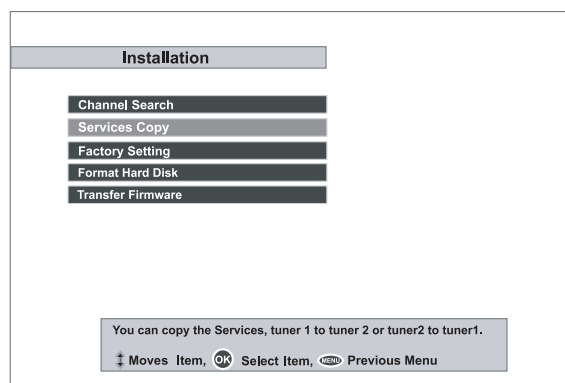 Installation
Channel Search
Services Copy
Factory Setting
Format Hard Disk
Transfer Firmware
You can copy the Services, tuner 1 to tuner 2 or tuner2 to tuner1.
Moves Item, OK Select Item, MENU Previous Menu